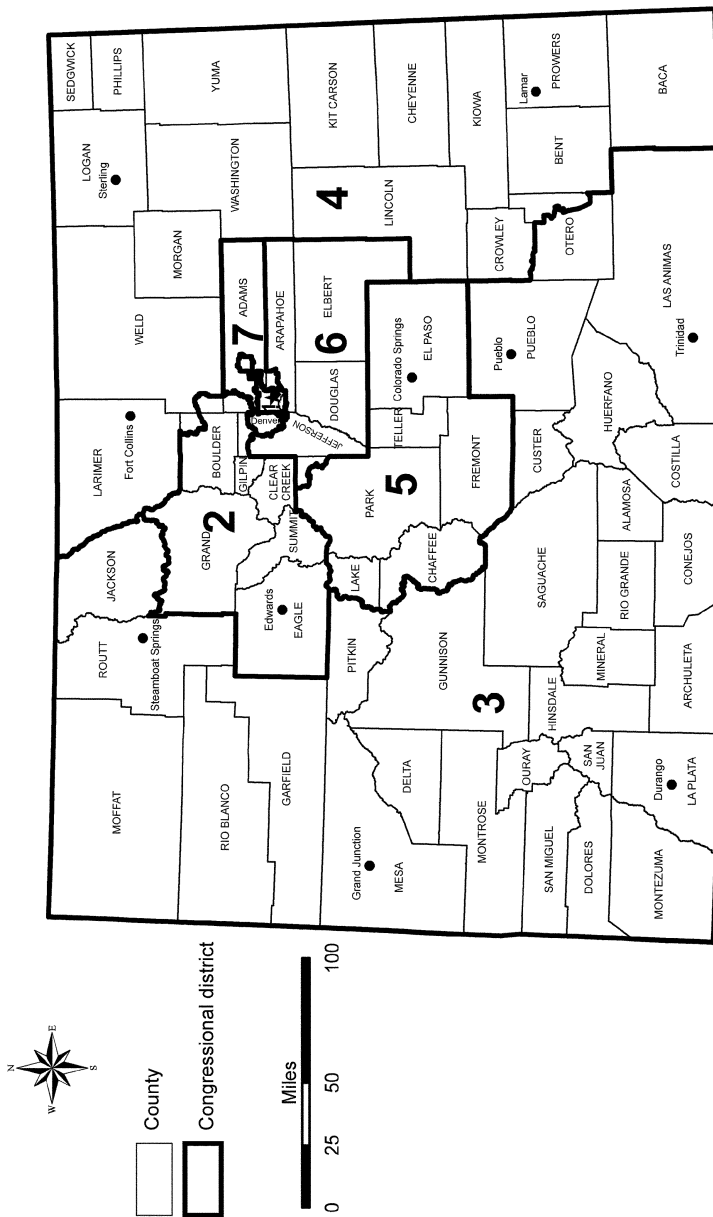 N
W
E
S
County
Congressional district
Miles
0
25
50
100
MOFFAT
ROUTT
Steamboat Springs
JACKSON
LARIMER
Fort Collins
WELD
LOGAN
Sterling
SEDGWICK
PHILLIPS
RIO BLANCO
GRAND
2
BOULDER
GILPIN
CLEAR
CREEK
MORGAN
WASHINGTON
YUMA
GARFIELD
Edwards
EAGLE
SUMMIT
JEFFERSON
ADAMS
7
ARAPAHOE
DOUGLAS
6
ELBERT
4
LINCOLN
KIT CARSON
CHEYENNE
Grand Junction
MESA
DELTA
PITKIN
GUNNISON
LAKE
CHAFFEE
PARK
5
TELLER
Colorado Springs
EL PASO
KIOWA
MONTROSE
3
OURAY
SAN MIGUEL
DOLORES
HINSDALE
SAN
JUAN
SAGUACHE
FREMONT
CUSTER
Pueblo
PUEBLO
CROWLEY
OTERO
BENT
Lamar
PROWERS
MONTEZUMA
Durango
LA PLATA
MINERAL
RIO GRANDE
ALAMOSA
ARCHULETA
CONEJOS
COSTILLA
HUERFANO
LAS ANIMAS
Trinidad
BACA